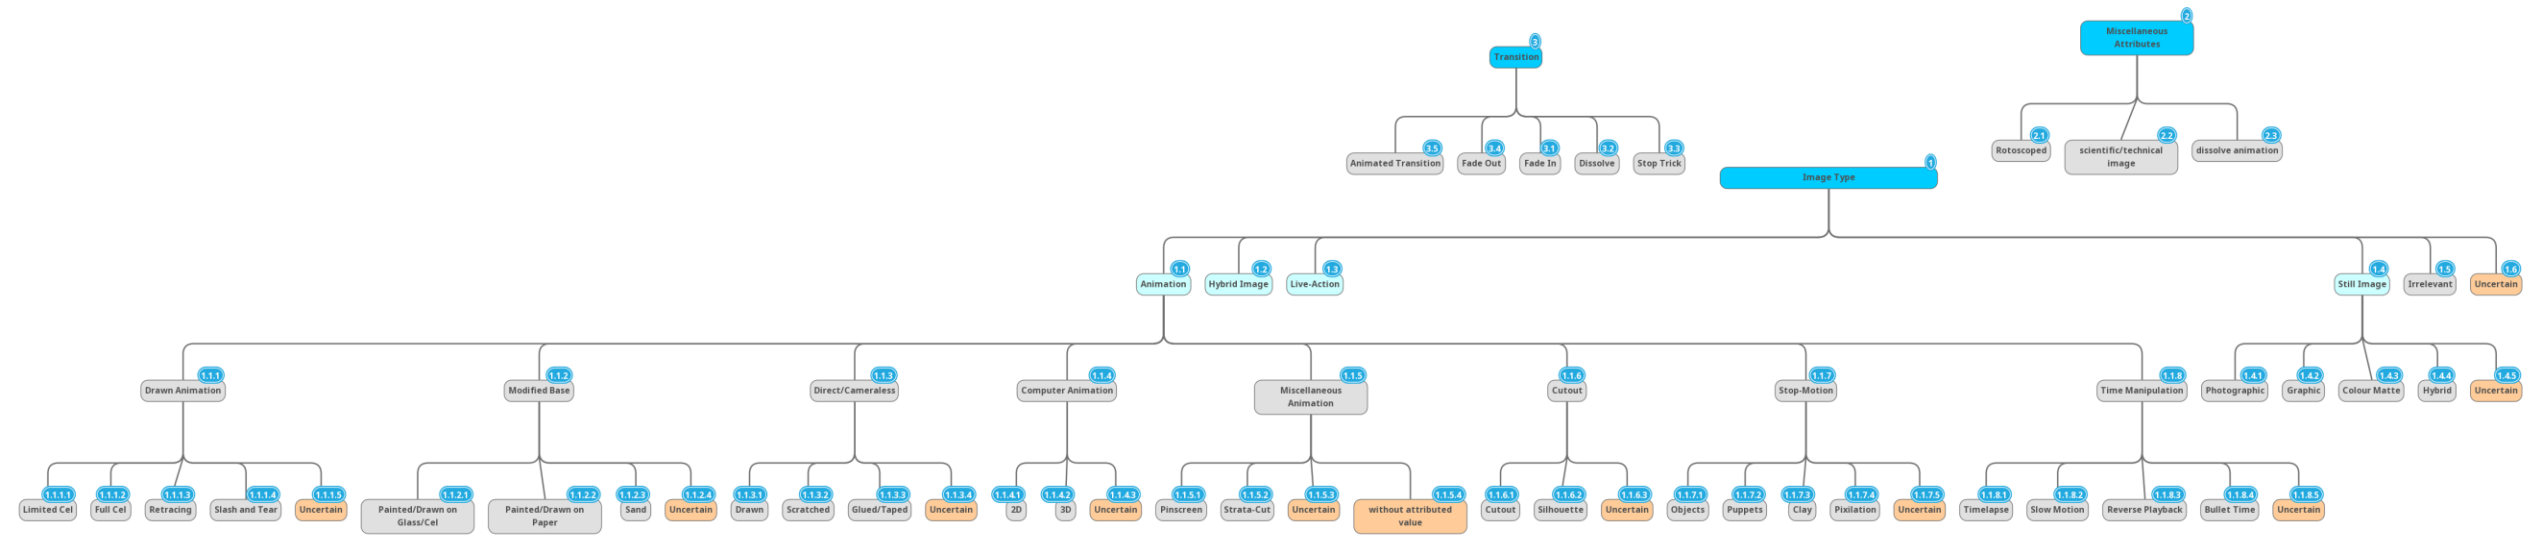 2
Miscellaneous
Attributes
3
Transition
2.1
Rotoscoped
2.2
scientific/technical
image
2.3
dissolve animation
3.5
Animated Transition
3.4
Fade Out
3.1
Fade In
3.2
Dissolve
3.3
Stop Trick
1
Image Type
1.1
Animation
1.2
Hybrid Image
1.3
Live-Action
1.4
Still Image
1.5
Irrelevant
1.6
Uncertain
1.1.1
Drawn Animation
1.1.2
Modified Base
1.1.3
Direct/Cameraless
1.1.4
Computer Animation
1.1.5
Miscellaneous
Animation
1.1.6
Cutout
1.1.7
Stop-Motion
1.1.8
Time Manipulation
1.4.1
Photographic
1.4.2
Graphic
1.4.3
Colour Matte
1.4.4
Hybrid
1.4.5
Uncertain
1.1.1.1
Limited Cel
1.1.1.2
Full Cel
1.1.1.3
Retracing
1.1.1.4
Slash and Tear
1.1.1.5
Uncertain
1.1.2.1
Painted/Drawn on
Glass/Cel
1.1.2.2
Painted/Drawn on
Paper
1.1.2.3
Sand
1.1.2.4
Uncertain
1.1.3.1
Drawn
1.1.3.2
Scratched
1.1.3.3
Glued/Taped
1.1.3.4
Uncertain
1.1.4.1
2D
1.1.4.2
3D
1.1.4.3
Uncertain
1.1.5.1
Pinscreen
1.1.5.2
Strata-Cut
1.1.5.3
Uncertain
1.1.5.4
without attributed
value
1.1.6.1
Cutout
1.1.6.2
Silhouette
1.1.6.3
Uncertain
1.1.7.1
Objects
1.1.7.2
Puppets
1.1.7.3
Clay
1.1.7.4
Pixilation
1.1.7.5
Uncertain
1.1.8.1
Timelapse
1.1.8.2
Slow Motion
1.1.8.3
Reverse Playback
1.1.8.4
Bullet Time
1.1.8.5
Uncertain